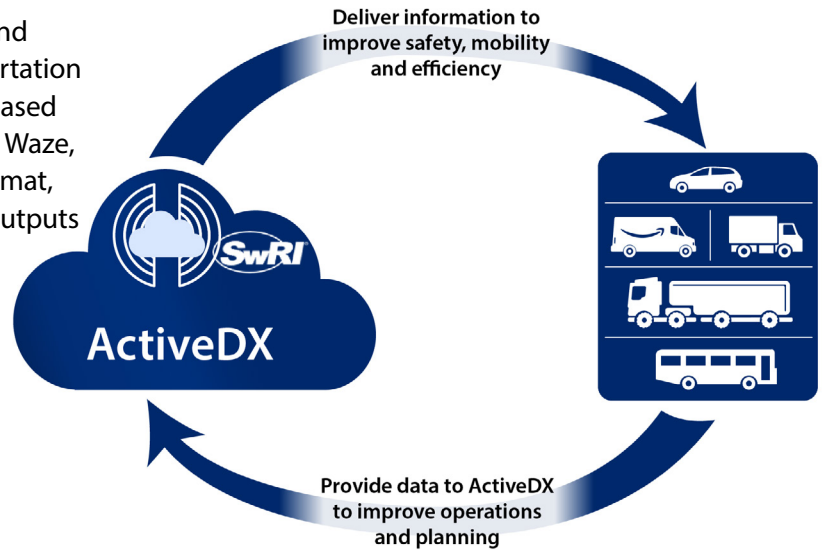 nd
rtation
ased
Waze,
mat,
utputs
Deliver information to
improve safety, mobility
and efficiency
SwRI
ActiveDX
Provide data to ActiveDX
to improve operations
and planning